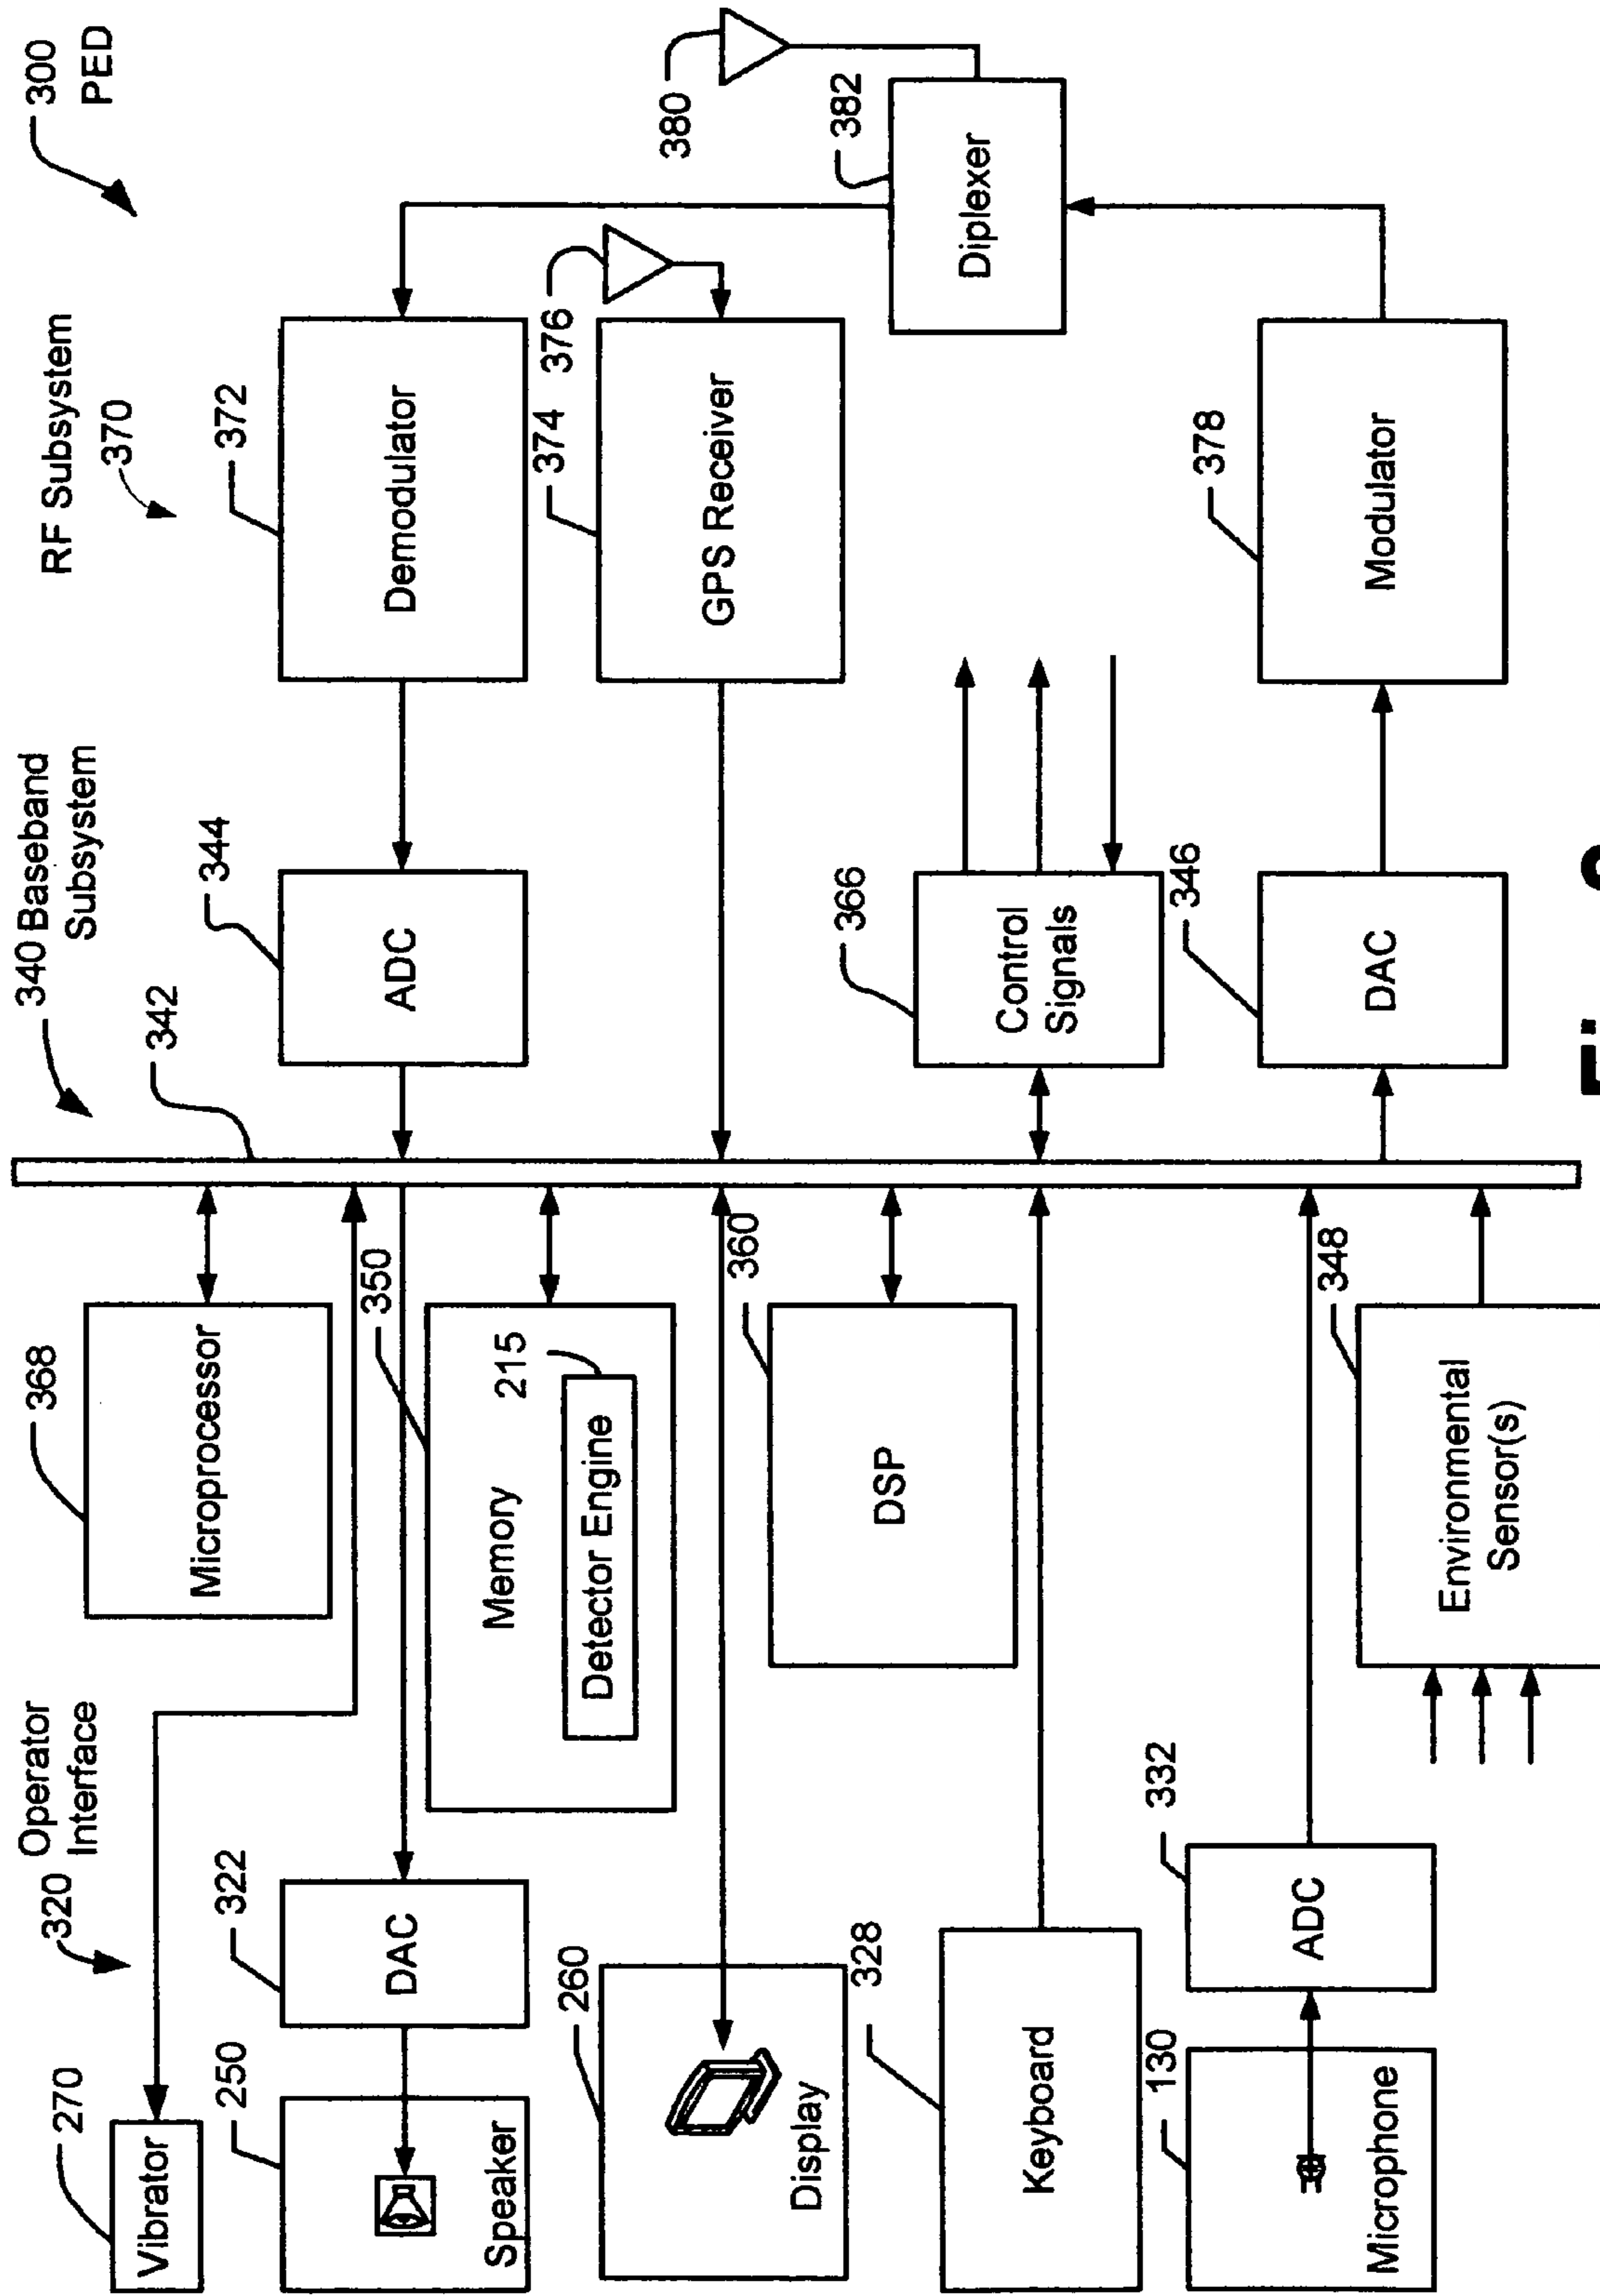 300
PED
320 Operator
Interface
340 Baseband
Subsystem
RF Subsystem
370
270
Vibrator
368
Microprocessor
342
250
Speaker
322
DAC
344
ADC
372
Demodulator
350
Memory
215
Detector Engine
376
374
GPS Receiver
380
260
Display
360
DSP
382
Diplexer
328
Keyboard
366
Control
Signals
130
Microphone
332
ADC
348
Environmental
Sensor(s)
346
DAC
378
Modulator